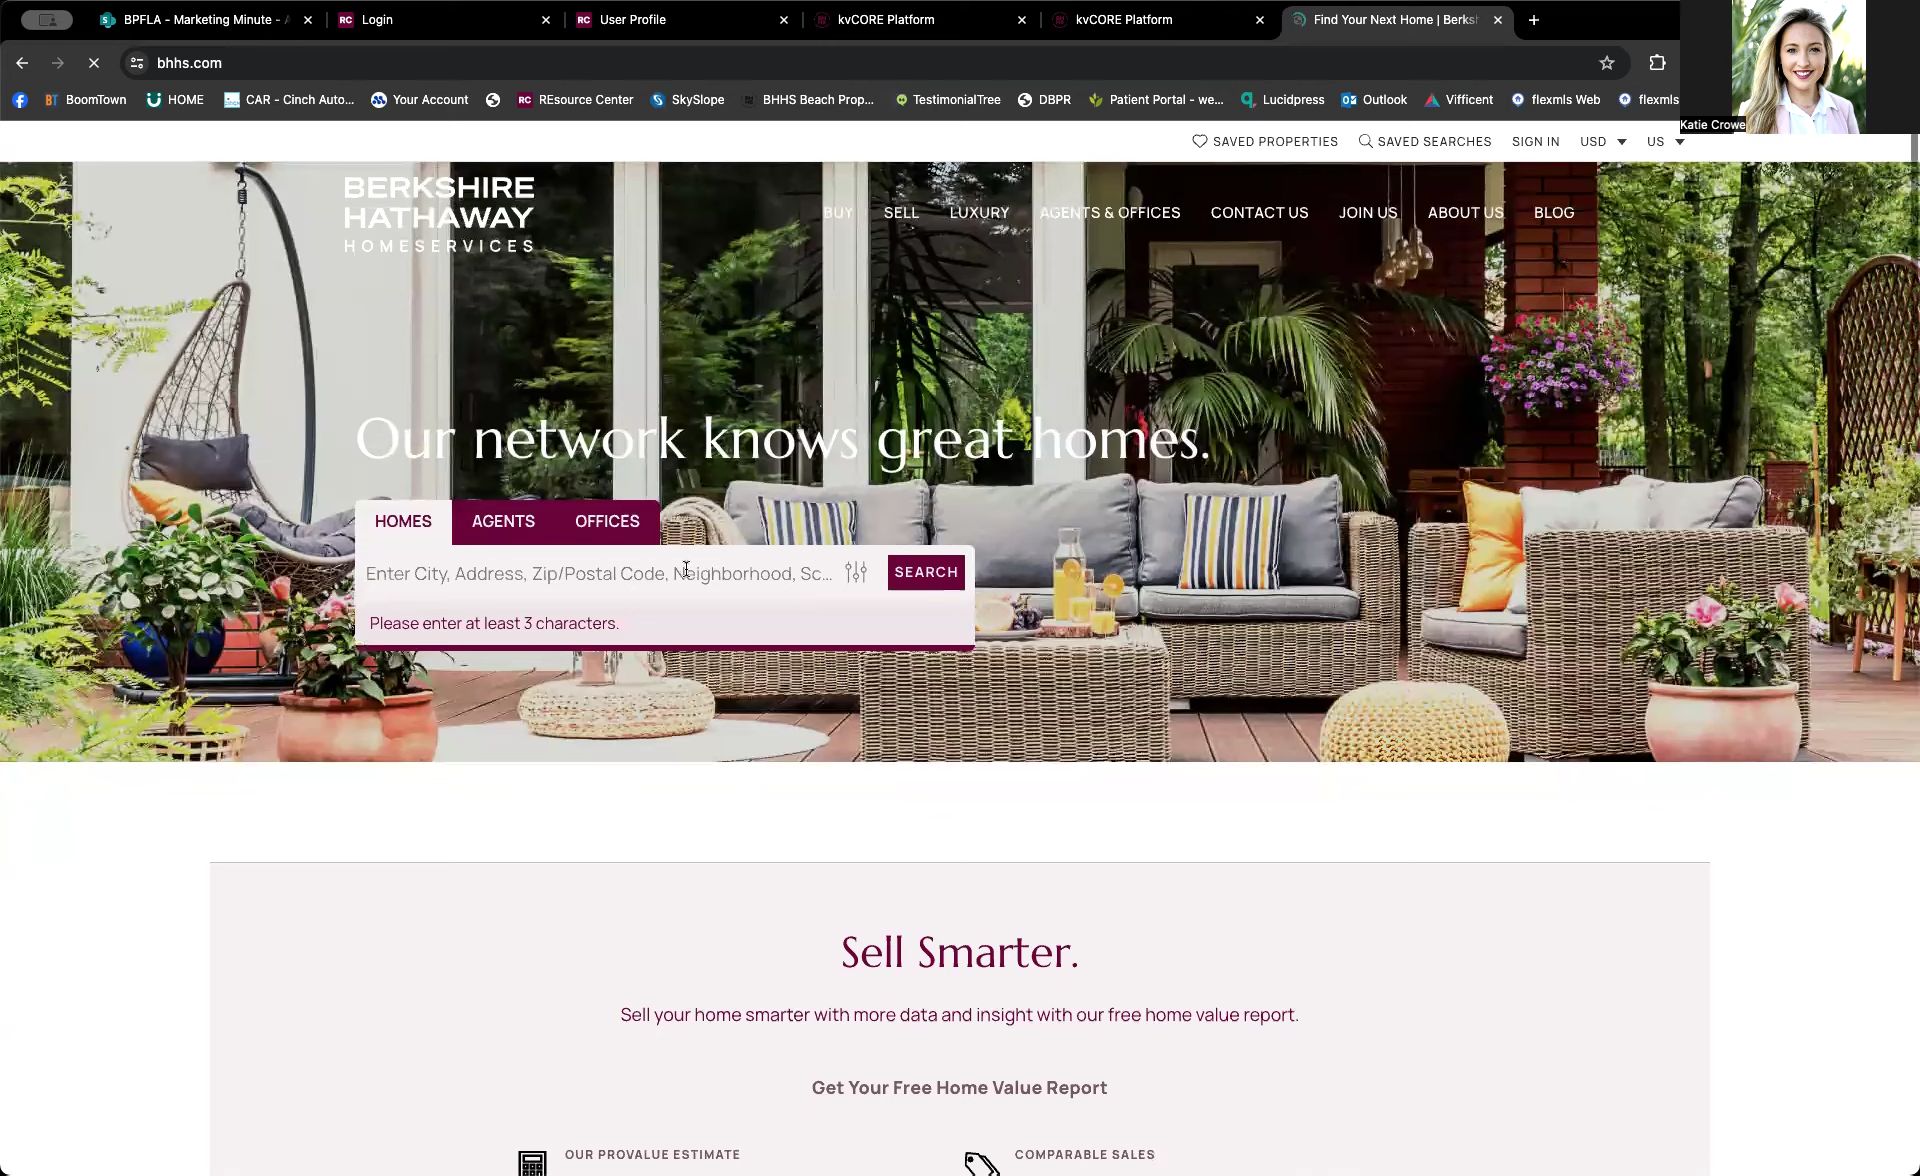 BPFLA - Marketing Minute - A
Login
User Profile
kvCORE Platform
kvCORE Platform
Find Your Next Home | Berksh
bhhs.com
BoomTown
HOME
CAR - Cinch Auto...
Your Account
REsource Center
SkySlope
BHHS Beach Prop...
TestimonialTree
DBPR
Patient Portal - we...
Lucidpress
Outlook
Vifficent
flexmls Web
flexmls
Katie Crowe
SAVED PROPERTIES
SAVED SEARCHES
SIGN IN
USD
US
BERKSHIRE
HATHAWAY
HOMESERVICES
BUY
SELL
LUXURY
AGENTS & OFFICES
CONTACT US
JOIN US
ABOUT US
BLOG
Our network knows great homes.
HOMES
AGENTS
OFFICES
Enter City, Address, Zip/Postal Code, Neighborhood, Sc...
SEARCH
Please enter at least 3 characters.
Sell Smarter.
Sell your home smarter with more data and insight with our free home value report.
Get Your Free Home Value Report
OUR PROVALUE ESTIMATE
COMPARABLE SALES